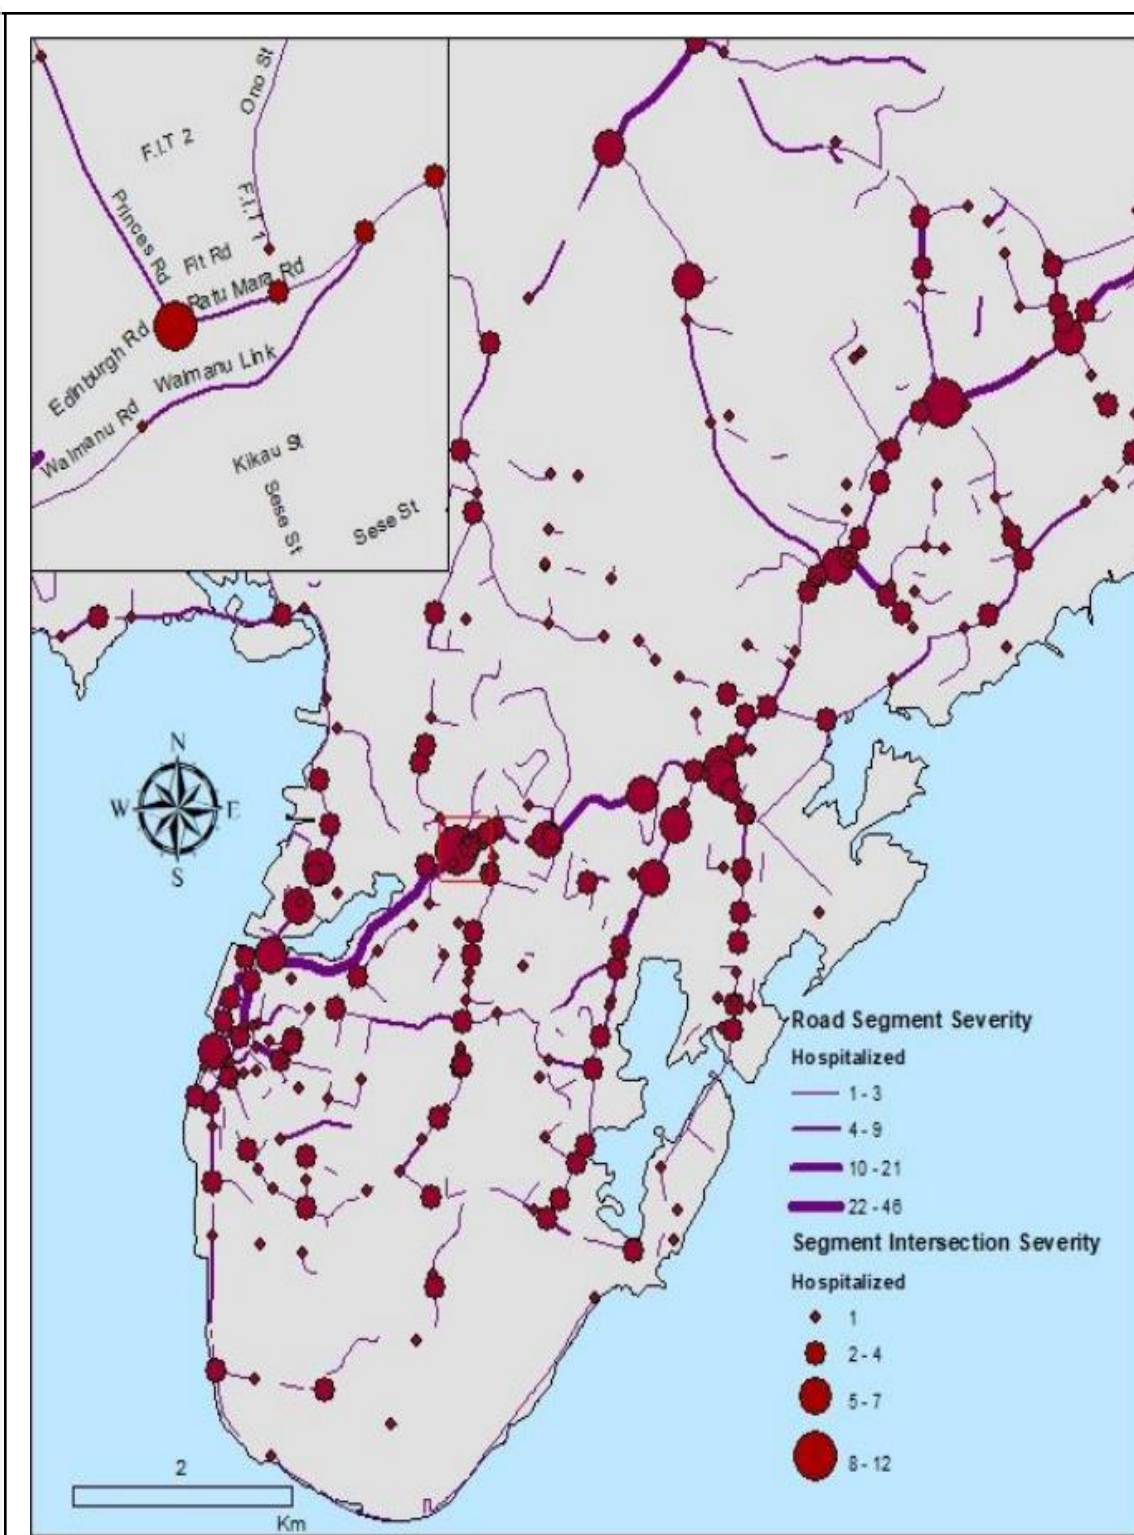 Ono St
F.I.T 2
Princes Rd
F.I.T 1
Fit Rd
Ratu Mara Rd
Edinburgh Rd
Waimanu Link
Waimanu Rd
Kikau St
Sese St
Sese St
N
W E
S
Road Segment Severity
Hospitalized
1 - 3
4 - 9
10 - 21
22 - 46
Segment Intersection Severity
Hospitalized
1
2 - 4
5 - 7
8 - 12
2
Km